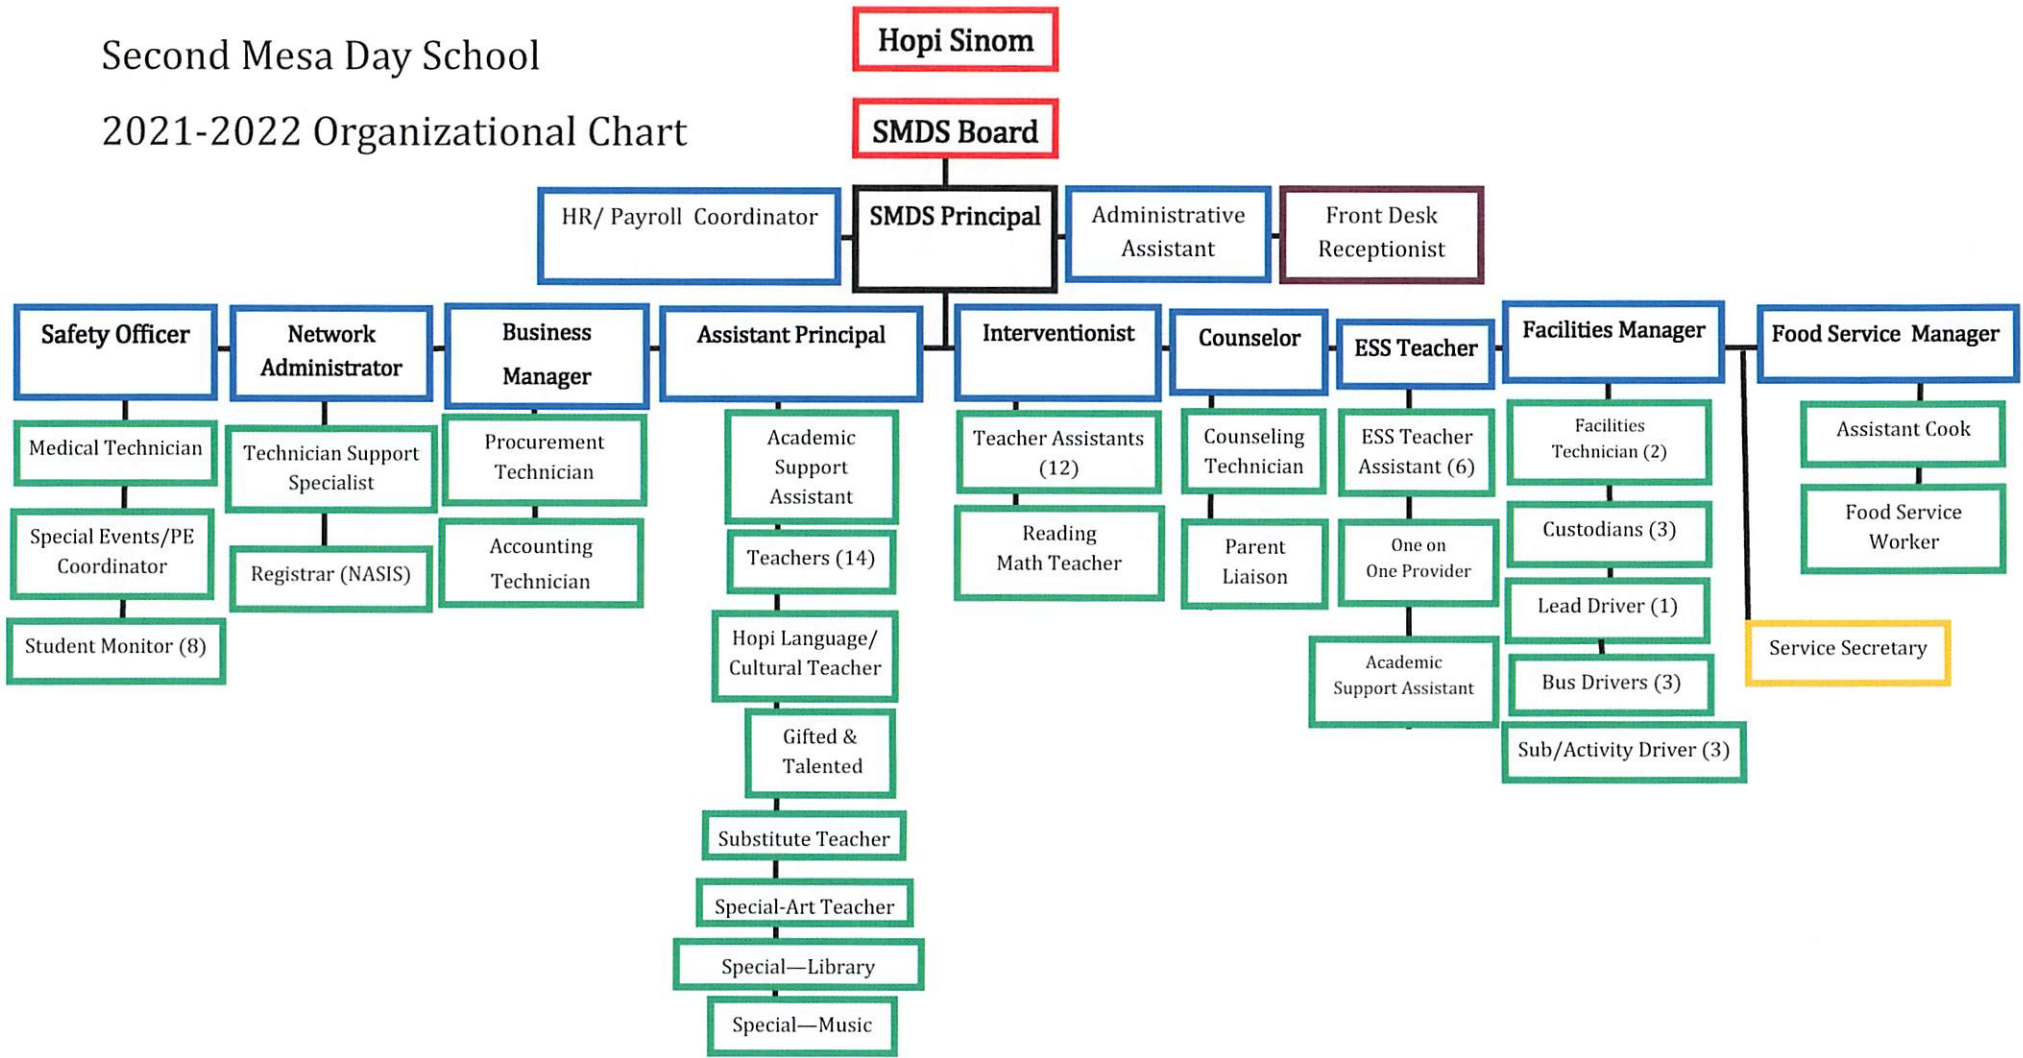 Second Mesa Day School
2021-2022 Organizational Chart
Hopi Sinom
SMDS Board
HR/ Payroll Coordinator
SMDS Principal
Administrative
Assistant
Front Desk
Receptionist
Safety Officer
Medical Technician
Special Events/PE
Coordinator
Student Monitor (8)
Network
Administrator
Technician Support
Specialist
Registrar (NASIS)
Business
Manager
Procurement
Technician
Accounting
Technician
Assistant Principal
Academic
Support
Assistant
Teachers (14)
Hopi Language/
Cultural Teacher
Gifted &
Talented
Substitute Teacher
Special-Art Teacher
Special—Library
Special—Music
Interventionist
Teacher Assistants
(12)
Reading
Math Teacher
Counselor
Counseling
Technician
Parent
Liaison
ESS Teacher
ESS Teacher
Assistant (6)
One on
One Provider
Academic
Support Assistant
Facilities Manager
Facilities
Technician (2)
Custodians (3)
Lead Driver (1)
Bus Drivers (3)
Sub/Activity Driver (3)
Food Service Manager
Assistant Cook
Food Service
Worker
Service Secretary